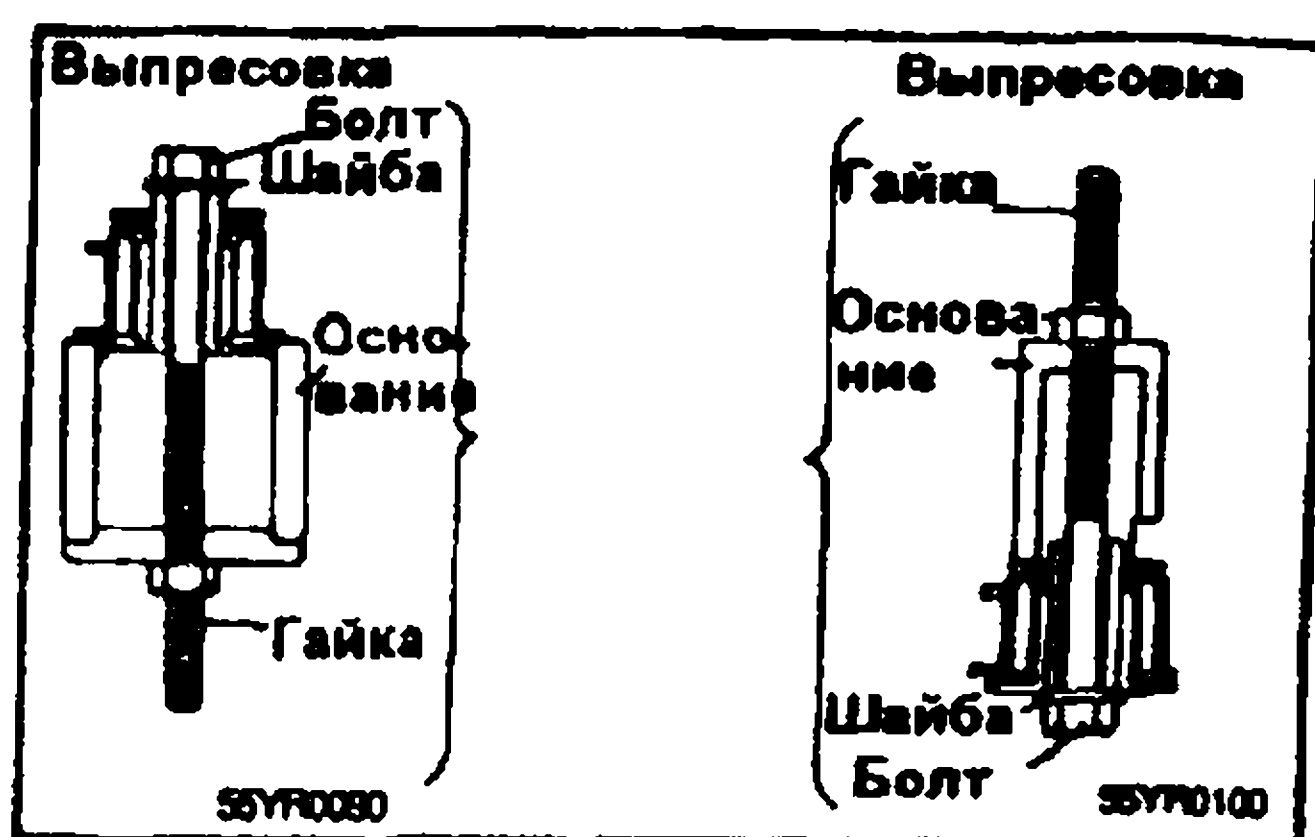 Выпресовка
Болт
Шайба
Осно
вание
Гайка
55YR0090
Выпресовка
Гайка
Основа
ние
Шайба
Болт
55YR0100